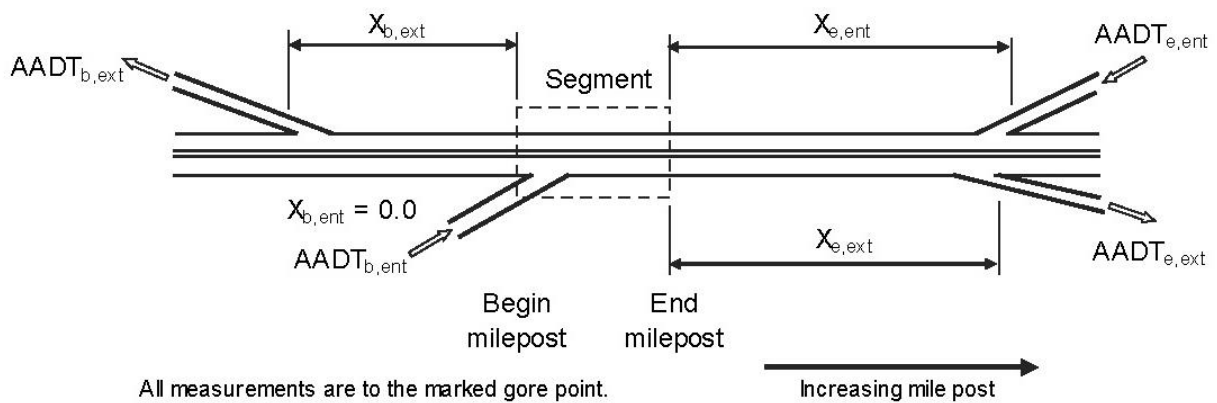 X_b,ext
X_e,ent
AADT_b,ext
AADT_e,ent
Segment
X_b,ent = 0.0
AADT_b,ent
X_e,ext
AADT_e,ext
Begin
milepost
End
milepost
All measurements are to the marked gore point.
Increasing mile post